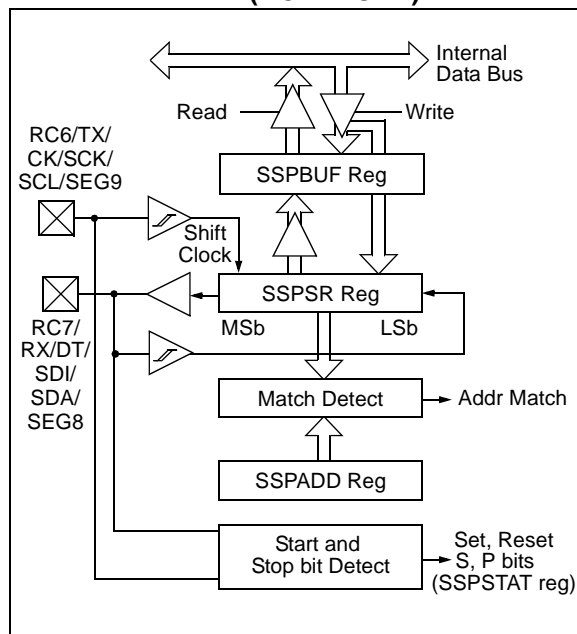 Internal
Data Bus
Read
Write
RC6/TX/
CK/SCK/
SCL/SEG9
SSPBUF Reg
Shift
Clock
SSPSR Reg
MSb
LSb
RC7/
RX/DT/
SDI/
SDA/
SEG8
Match Detect
Addr Match
SSPADD Reg
Start and
Stop bit Detect
Set, Reset
S, P bits
(SSPSTAT reg)